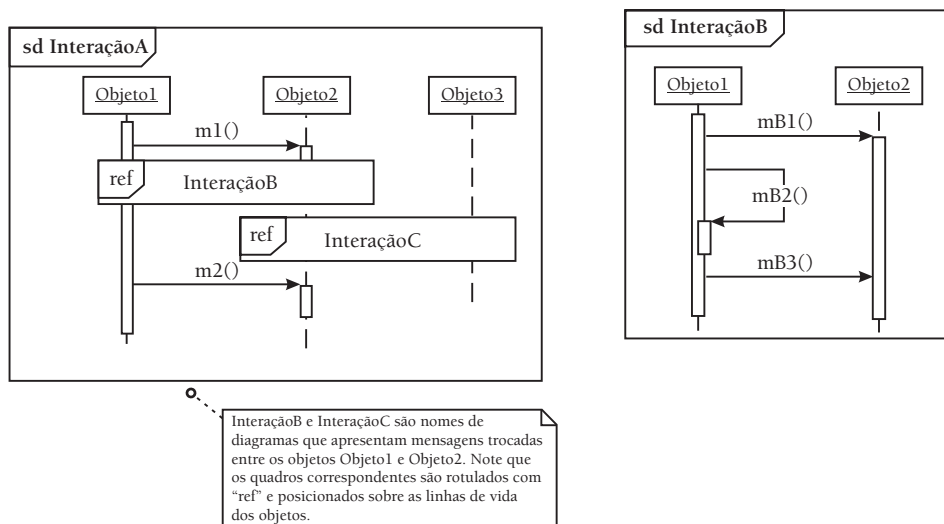 sd InteraçãoA
Objeto1
Objeto2
Objeto3
m1()
ref
InteraçãoB
ref
InteraçãoC
m2()
sd InteraçãoB
Objeto1
Objeto2
mB1()
mB2()
mB3()
InteraçãoB e InteraçãoC são nomes de
diagramas que apresentam mensagens trocadas
entre os objetos Objeto1 e Objeto2. Note que
os quadros correspondentes são rotulados com
“ref” e posicionados sobre as linhas de vida
dos objetos.